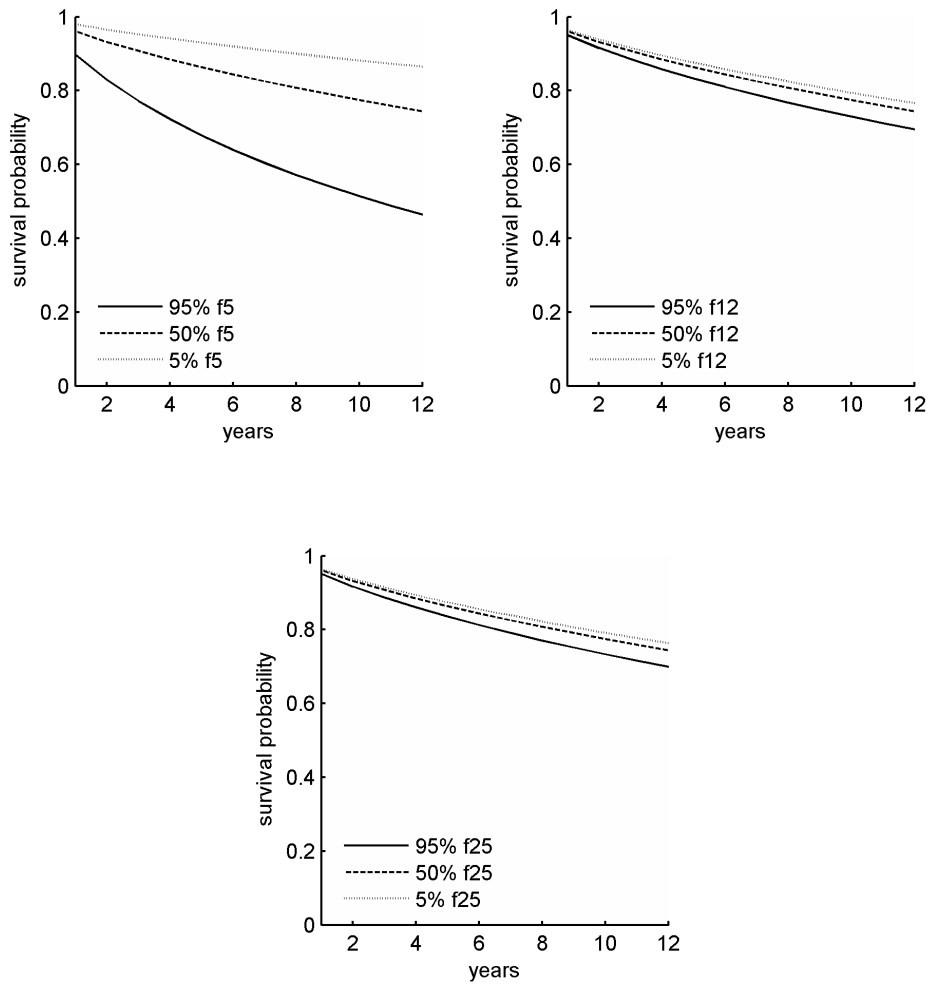 1
0.8
0.6
0.4
0.2
0
survival probability
95% f5
50% f5
5% f5
2 4 6 8 10 12
years
1
0.8
0.6
0.4
0.2
0
survival probability
95% f12
50% f12
5% f12
2 4 6 8 10 12
years
1
0.8
0.6
0.4
0.2
0
survival probability
95% f25
50% f25
5% f25
2 4 6 8 10 12
years